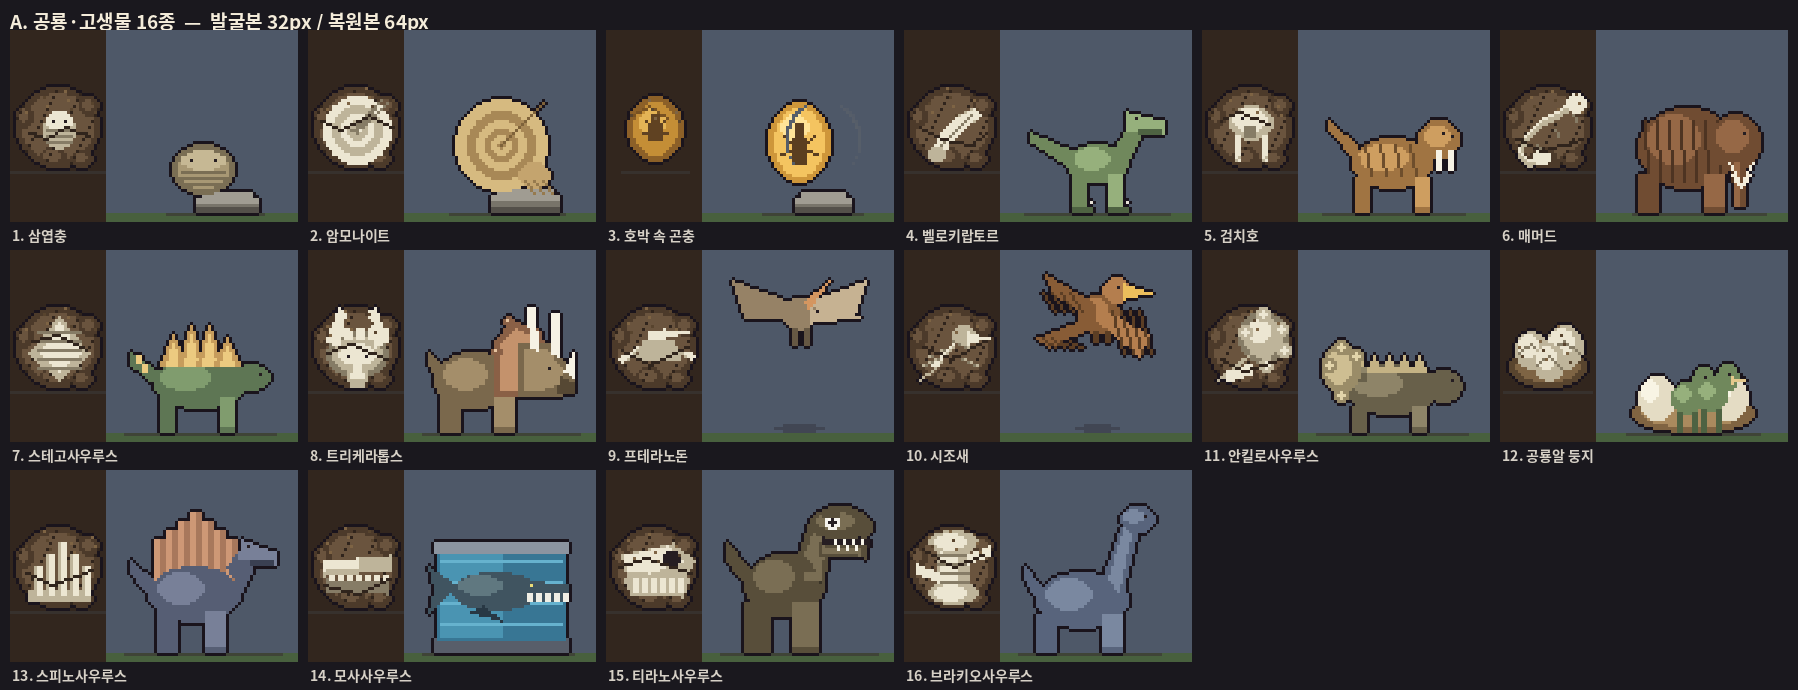 A. 공룡·고생물 16종 — 발굴본 32px / 복원본 64px
1. 삼엽충
2. 암모나이트
3. 호박 속 곤충
4. 벨로키랍토르
5. 검치호
6. 매머드
7. 스테고사우루스
8. 트리케라톱스
9. 프테라노돈
10. 시조새
11. 안킬로사우루스
12. 공룡알 둥지
13. 스피노사우루스
14. 모사사우루스
15. 티라노사우루스
16. 브라키오사우루스